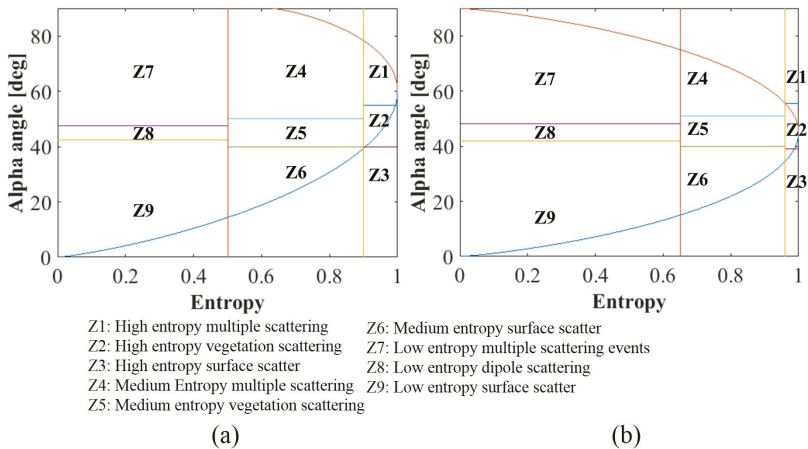 80
60
40
20
0
Alpha angle [deg]
Z7
Z4
Z1
Z8
Z5
Z2
Z6
Z3
Z9
0
0.2
0.4
0.6
0.8
1
Entropy
80
60
40
20
0
Alpha angle [deg]
Z7
Z4
Z1
Z8
Z5
Z2
Z6
Z3
Z9
0
0.2
0.4
0.6
0.8
1
Entropy
Z1: High entropy multiple scattering
Z2: High entropy vegetation scattering
Z3: High entropy surface scatter
Z4: Medium Entropy multiple scattering
Z5: Medium entropy vegetation scattering
Z6: Medium entropy surface scatter
Z7: Low entropy multiple scattering events
Z8: Low entropy dipole scattering
Z9: Low entropy surface scatter
(a)
(b)